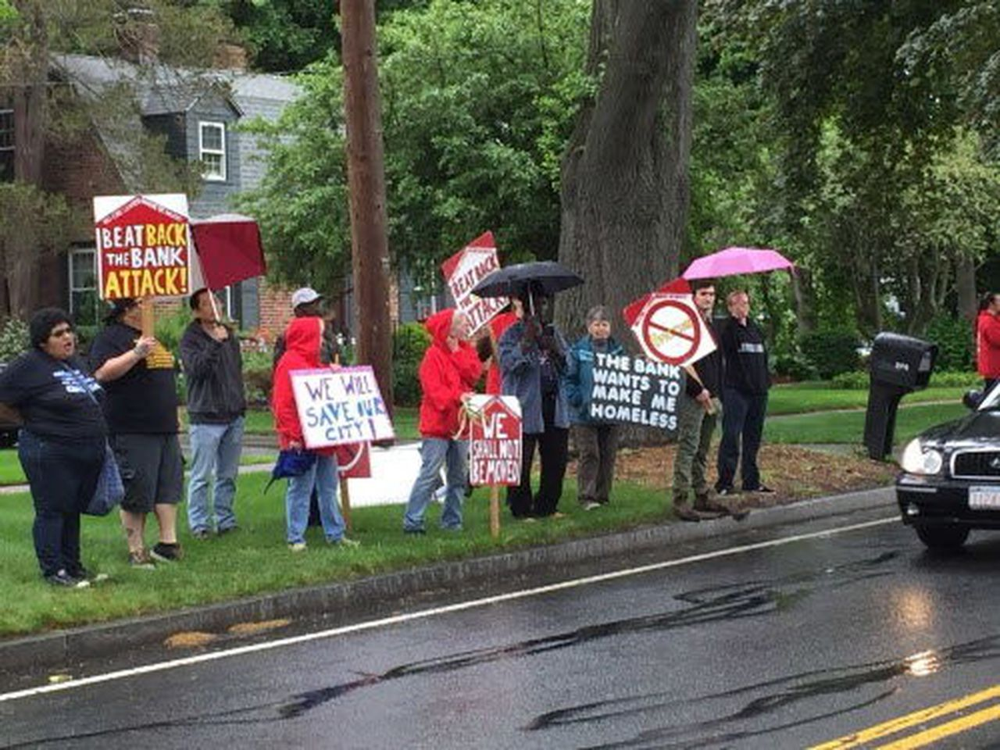 BEAT BACK
THE BANK
ATTACK!
BEAT BACK
THE
ATTACK!
WE WILL
SAVE OUR
CITY!
WE
SHALL NOT
BE MOVED!
THE BANK
WANTS TO
MAKE ME
HOMELESS